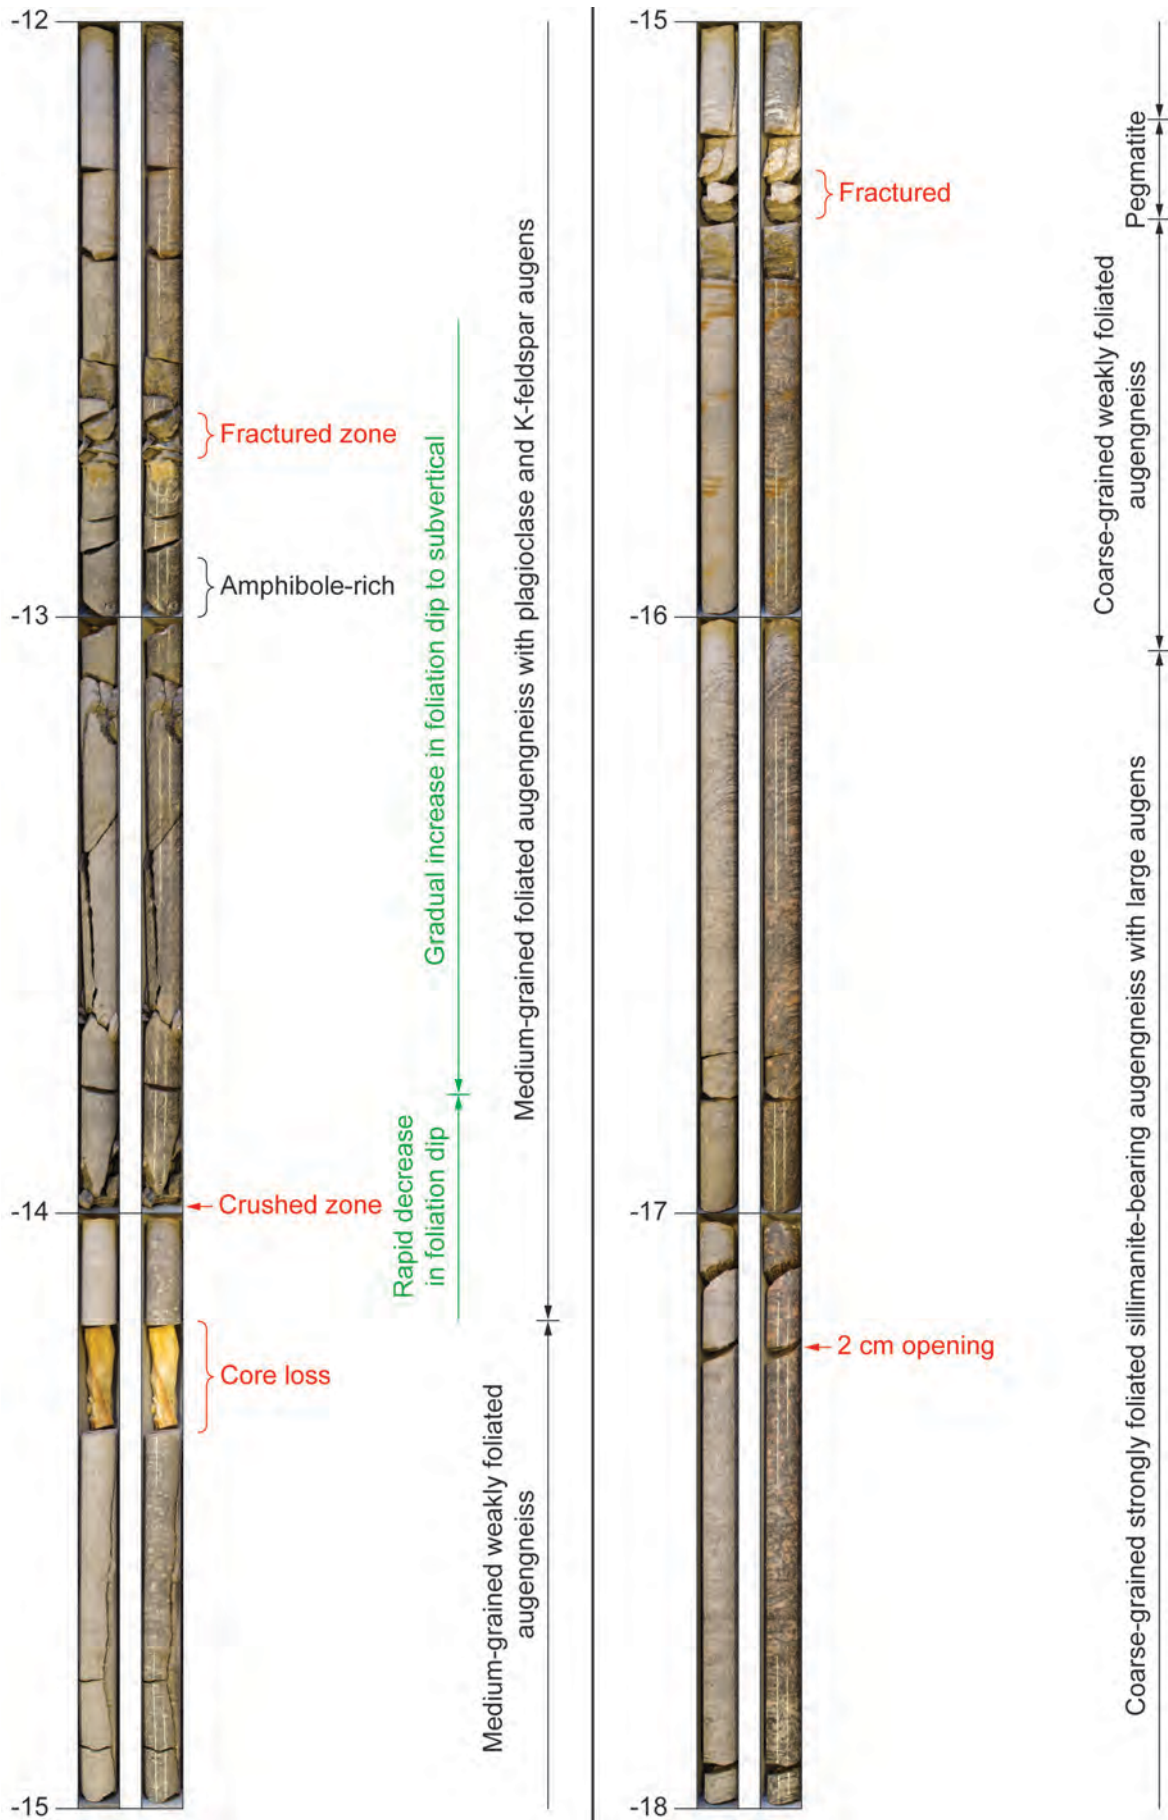 -12
Fractured zone
Amphibole-rich
-13
Gradual increase in foliation dip to subvertical
Medium-grained foliated augengneiss with plagioclase and K-feldspar augens
Rapid decrease
in foliation dip
Crushed zone
-14
Core loss
Medium-grained weakly foliated
augengneiss
-15
-15
Pegmatite
Fractured
Coarse-grained weakly foliated
augengneiss
-16
Coarse-grained strongly foliated sillimanite-bearing augengneiss with large augens
-17
2 cm opening
-18